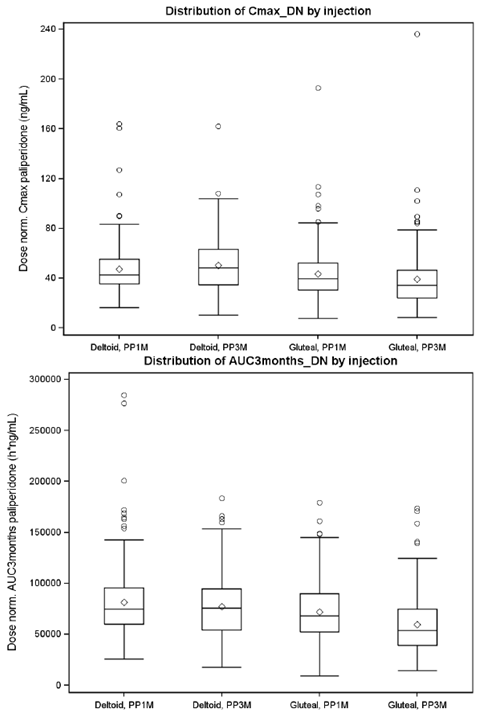 Distribution of Cmax_DN by injection
Dose norm. Cmax paliperidone (ng/mL)
240
200
160
120
80
40
0
Deltoid, PP1M Deltoid, PP3M Gluteal, PP1M Gluteal, PP3M
Distribution of AUC3months_DN by injection
Dose norm. AUC3months paliperidone (h*ng/mL)
300000
250000
200000
150000
100000
50000
0
Deltoid, PP1M Deltoid, PP3M Gluteal, PP1M Gluteal, PP3M